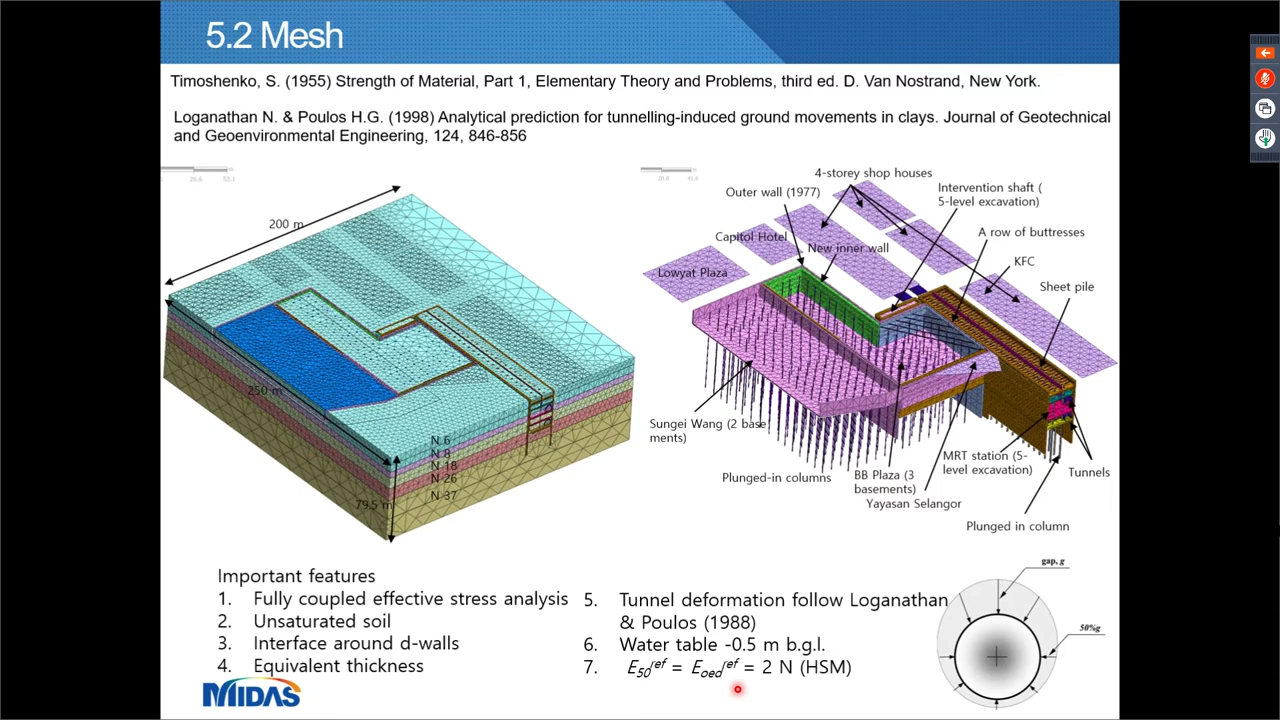 5.2 Mesh
Timoshenko, S. (1955) Strength of Material, Part 1, Elementary Theory and Problems, third ed. D. Van Nostrand, New York.
Loganathan N. & Poulos H.G. (1998) Analytical prediction for tunnelling-induced ground movements in clays. Journal of Geotechnical
and Geoenvironmental Engineering, 124, 846-856
200 m
250 m
N 6
N 8
N 18
N 26
N 37
79.5 m
4-storey shop houses
Outer wall (1977)
Intervention shaft (
5-level excavation)
Capitol Hotel
New inner wall
A row of buttresses
KFC
Lowyat Plaza
Sheet pile
Sungei Wang (2 base
ments)
Plunged-in columns
BB Plaza (3
basements)
Yayasan Selangor
MRT station (5-
level excavation)
Tunnels
Plunged in column
Important features
1. Fully coupled effective stress analysis
2. Unsaturated soil
3. Interface around d-walls
4. Equivalent thickness
5. Tunnel deformation follow Loganathan
& Poulos (1988)
6. Water table -0.5 m b.g.l.
7. E50ref = Eoedref = 2 N (HSM)
gap, g
50%g
MIDAS